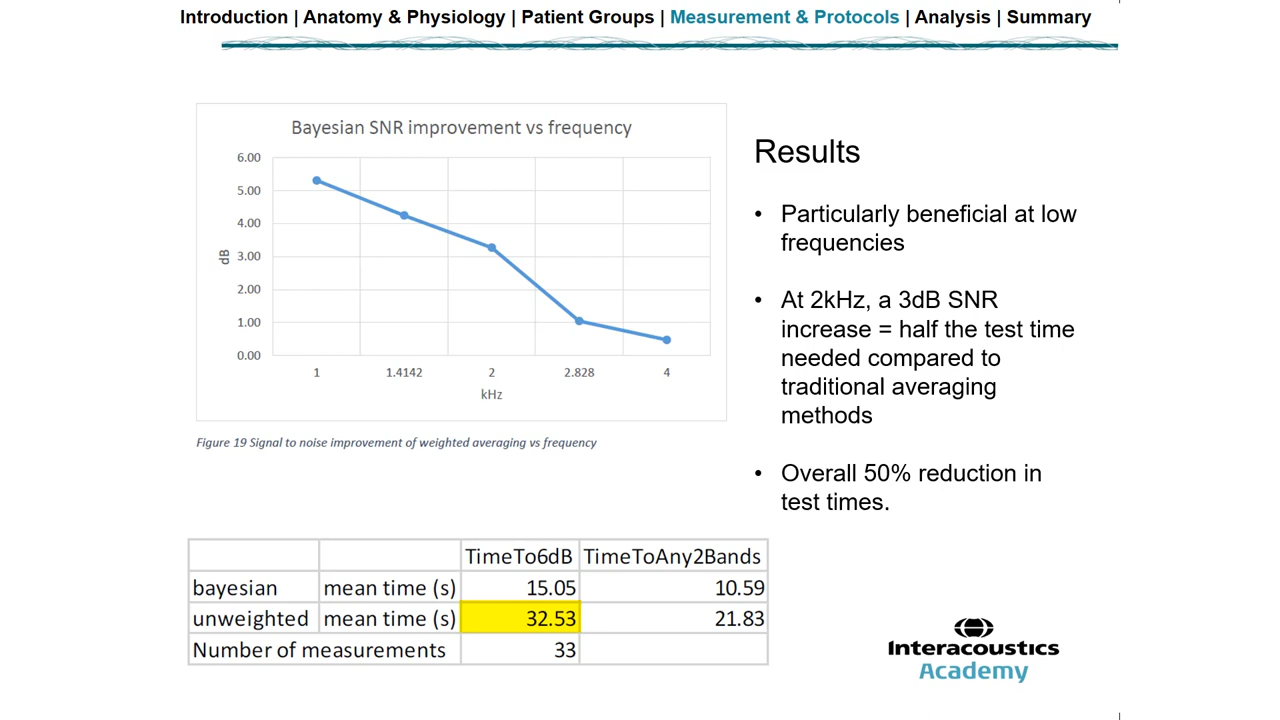 Introduction | Anatomy & Physiology | Patient Groups | Measurement & Protocols | Analysis | Summary
Bayesian SNR improvement vs frequency
6.00
5.00
4.00
3.00
2.00
1.00
0.00
dB
1 1.4142 2 2.828 4
kHz
Figure 19 Signal to noise improvement of weighted averaging vs frequency
Results
• Particularly beneficial at low
frequencies
• At 2kHz, a 3dB SNR
increase = half the test time
needed compared to
traditional averaging
methods
• Overall 50% reduction in
test times.
TimeTo6dB TimeToAny2Bands
bayesian mean time (s) 15.05 10.59
unweighted mean time (s) 32.53 21.83
Number of measurements 33
Interacoustics
Academy